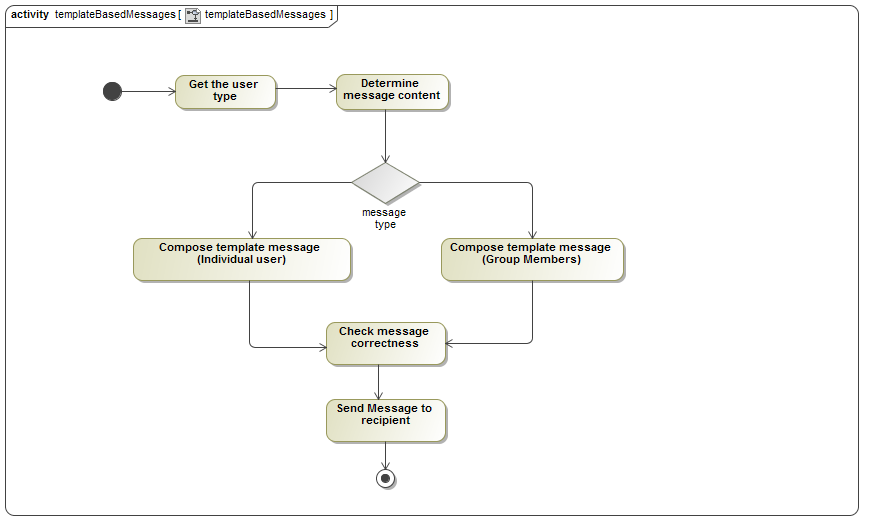 activity templateBasedMessages [ templateBasedMessages ]
Get the user
type
Determine
message content
message
type
Compose template message
(Individual user)
Compose template message
(Group Members)
Check message
correctness
Send Message to
recipient